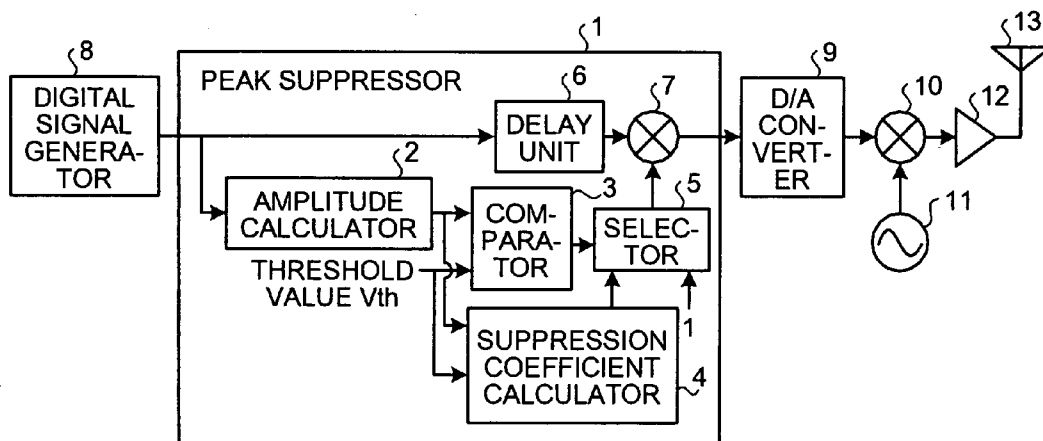 1
8
DIGITAL
SIGNAL
GENERA-
TOR
PEAK SUPPRESSOR
6
DELAY
UNIT
7
9
D/A
CON-
VERT-
ER
10
12
13
11
2
AMPLITUDE
CALCULATOR
3
COM-
PARA-
TOR
5
SELEC-
TOR
THRESHOLD
VALUE Vth
1
SUPPRESSION
COEFFICIENT
CALCULATOR
4